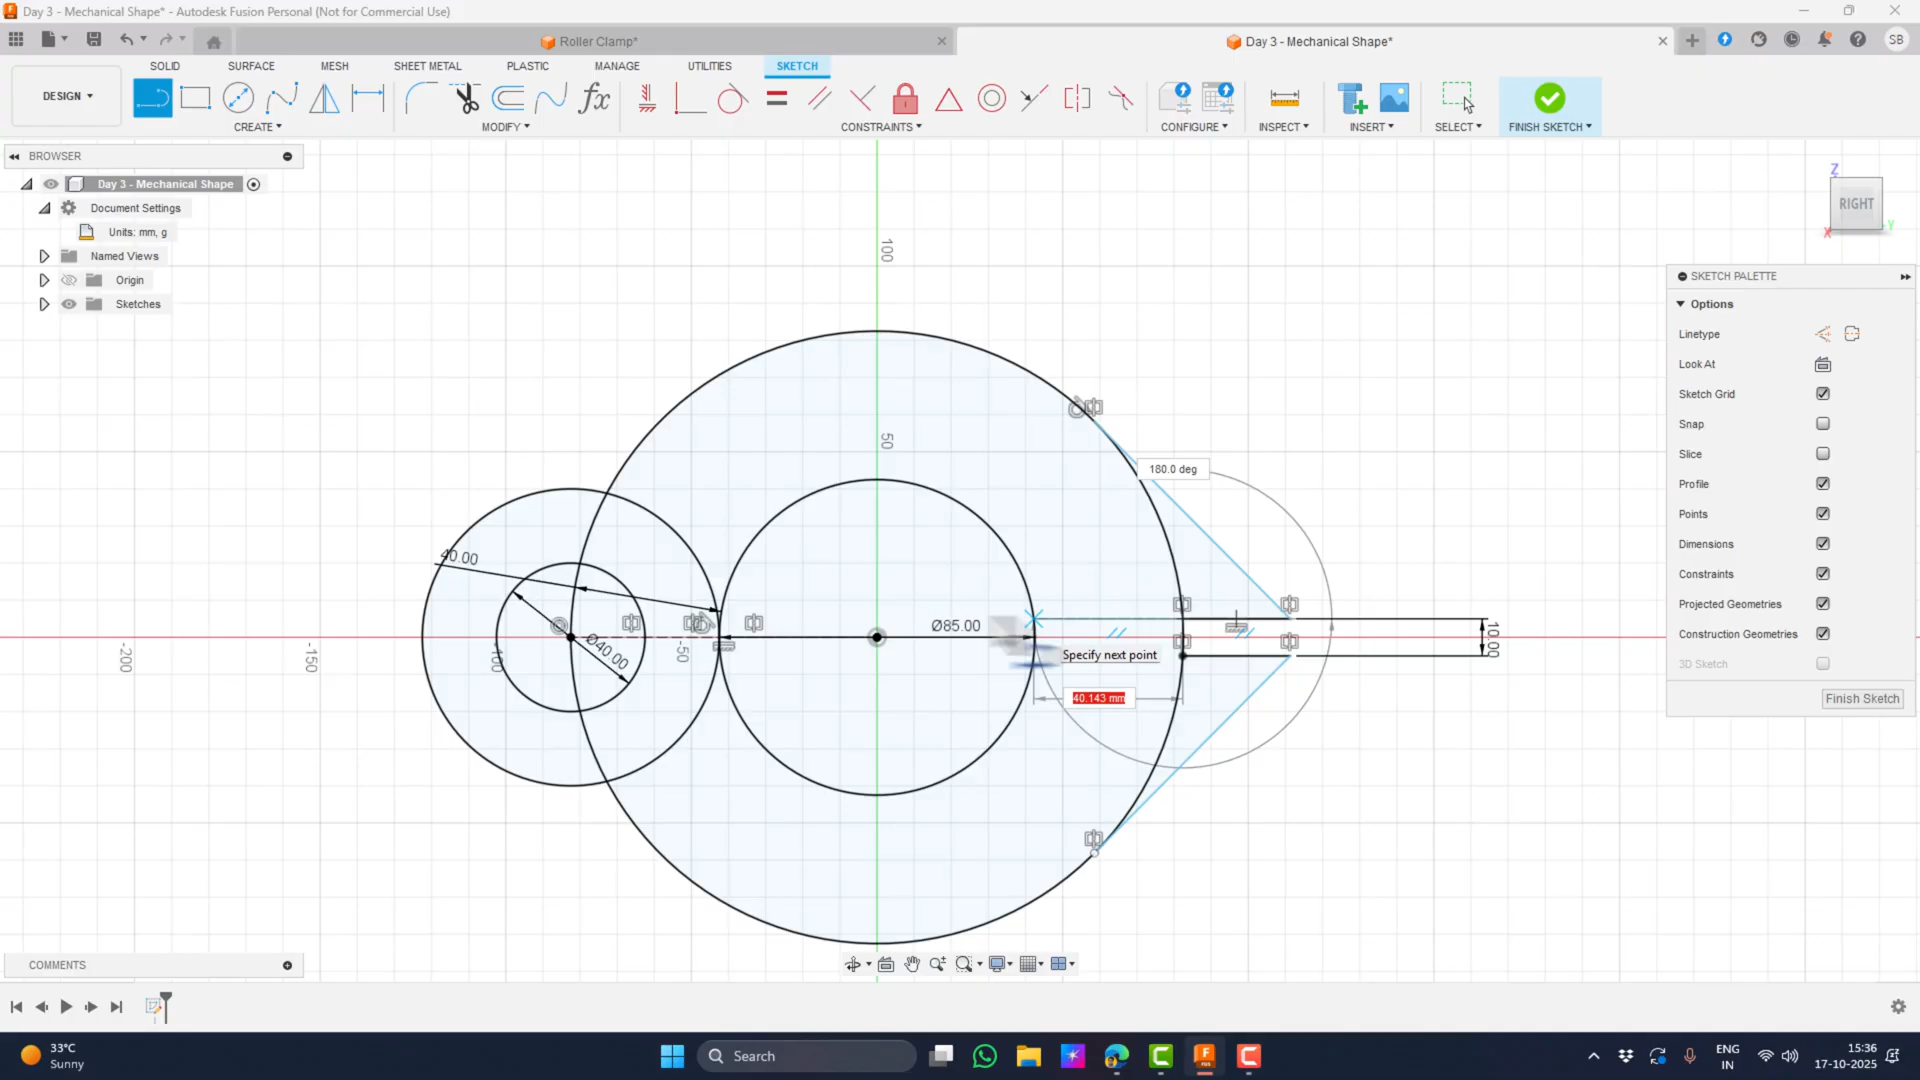 Day 3 - Mechanical Shape* - Autodesk Fusion Personal (Not for Commercial Use)
Roller Clamp*
Day 3 - Mechanical Shape*
SB
DESIGN
SOLID
SURFACE
MESH
SHEET METAL
PLASTIC
MANAGE
UTILITIES
SKETCH
fx
CREATE
MODIFY
CONSTRAINTS
CONFIGURE
INSPECT
INSERT
SELECT
FINISH SKETCH
BROWSER
Day 3 - Mechanical Shape
Document Settings
Units: mm, g
Named Views
Origin
Sketches
Z
RIGHT
Y
X
SKETCH PALETTE
Options
Linetype
Look At
Sketch Grid
Snap
Slice
Profile
Points
Dimensions
Constraints
Projected Geometries
Construction Geometries
3D Sketch
Finish Sketch
100
50
180.0 deg
40.00
Ø40.00
Ø85.00
10.00
Specify next point
40.143 mm
-200
-150
-100
-50
COMMENTS
33°C
Sunny
Search
ENG
IN
15:36
17-10-2025